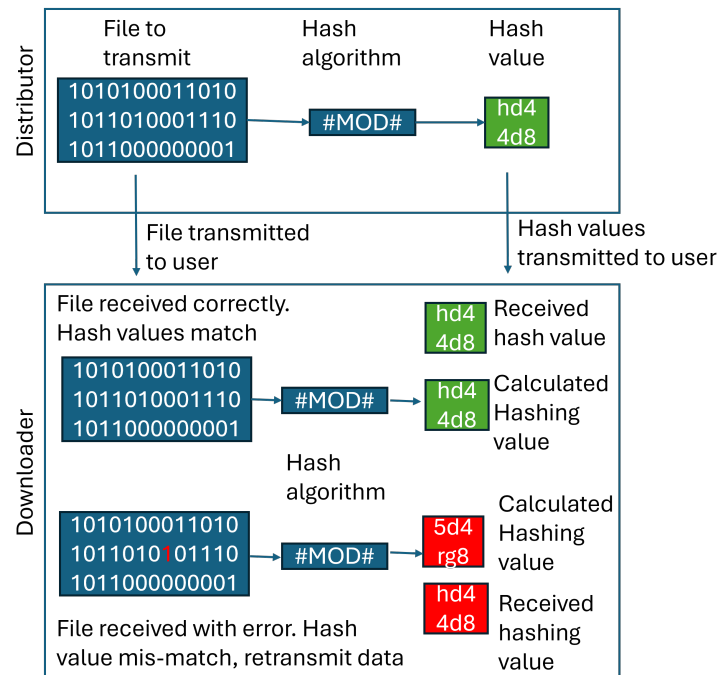 Distributor
File to
transmit
Hash
algorithm
Hash
value
1010100011010
1011010001110
1011000000001
#MOD#
hd4
4d8
File transmitted
to user
Hash values
transmitted to user
Downloader
File received correctly.
Hash values match
hd4
4d8
Received
hash value
1010100011010
1011010001110
1011000000001
#MOD#
hd4
4d8
Calculated
Hashing
value
Hash
algorithm
1010100011010
1011010101110
1011000000001
#MOD#
5d4
rg8
Calculated
Hashing
value
hd4
4d8
Received
hashing
value
File received with error. Hash
value mis-match, retransmit data